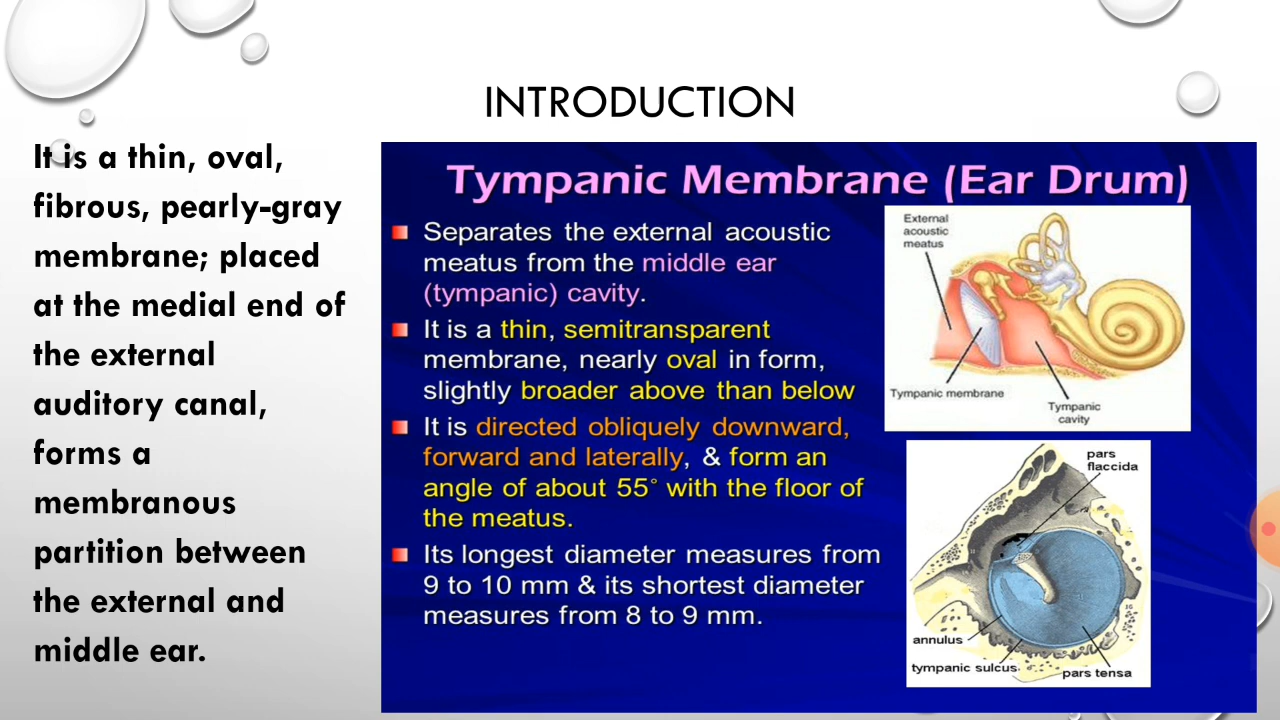 INTRODUCTION
It is a thin, oval,
fibrous, pearly-gray
membrane; placed
at the medial end of
the external
auditory canal,
forms a
membranous
partition between
the external and
middle ear.
Tympanic Membrane (Ear Drum)
Separates the external acoustic
meatus from the middle ear
(tympanic) cavity.
It is a thin, semitransparent
membrane, nearly oval in form,
slightly broader above than below
It is directed obliquely downward,
forward and laterally, & form an
angle of about 55° with the floor of
the meatus.
Its longest diameter measures from
9 to 10 mm & its shortest diameter
measures from 8 to 9 mm.
External
acoustic
meatus
Tympanic membrane
Tympanic
cavity
pars
flaccida
annulus
tympanic sulcus
pars tensa